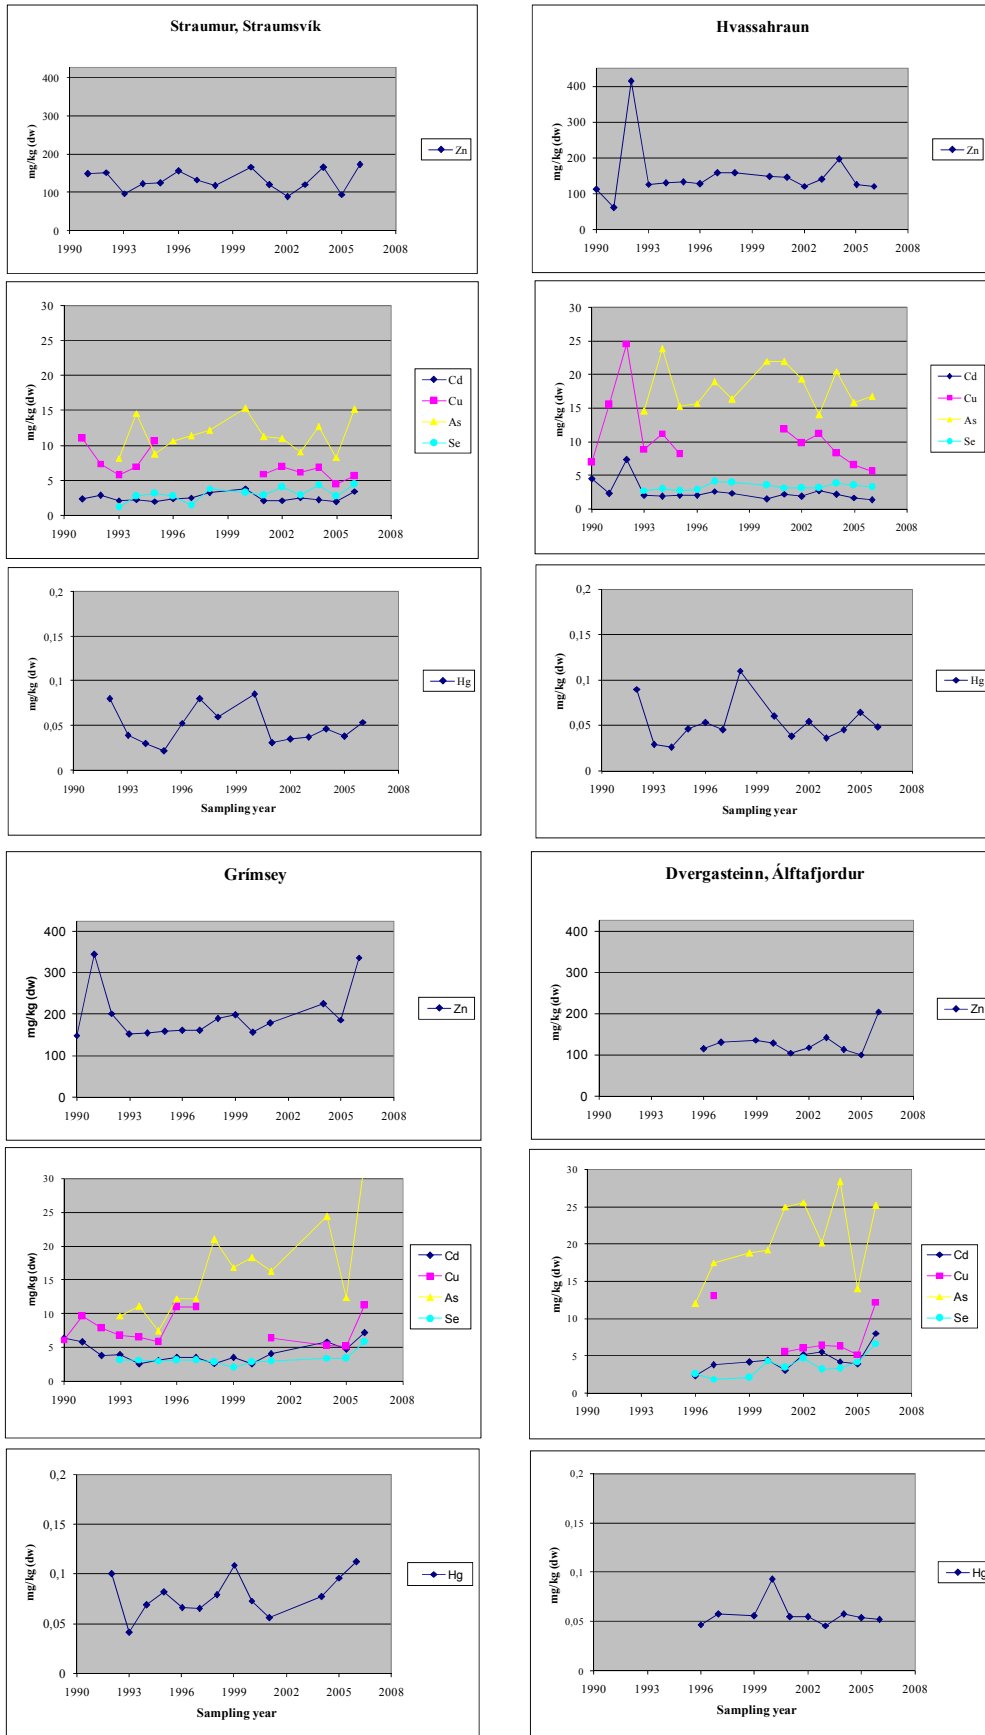 Straumur, Straumsvík
mg/kg (dw)
400
300
200
100
0
1990 1993 1996 1999 2002 2005 2008
Zn
Hvassahraun
mg/kg (dw)
400
300
200
100
0
1990 1993 1996 1999 2002 2005 2008
Zn
mg/kg (dw)
30
25
20
15
10
5
0
1990 1993 1996 1999 2002 2005 2008
Cd
Cu
As
Se
mg/kg (dw)
30
25
20
15
10
5
0
1990 1993 1996 1999 2002 2005 2008
Cd
Cu
As
Se
mg/kg (dw)
0,2
0,15
0,1
0,05
0
1990 1993 1996 1999 2002 2005 2008
Sampling year
Hg
mg/kg (dw)
0,2
0,15
0,1
0,05
0
1990 1993 1996 1999 2002 2005 2008
Sampling year
Hg
Grímsey
mg/kg (dw)
400
300
200
100
0
1990 1993 1996 1999 2002 2005 2008
Zn
Dvergasteinn, Álftafjordur
mg/kg (dw)
400
300
200
100
0
1990 1993 1996 1999 2002 2005 2008
Zn
mg/kg (dw)
30
25
20
15
10
5
0
1990 1993 1996 1999 2002 2005 2008
Cd
Cu
As
Se
mg/kg (dw)
30
25
20
15
10
5
0
1990 1993 1996 1999 2002 2005 2008
Cd
Cu
As
Se
mg/kg (dw)
0,2
0,15
0,1
0,05
0
1990 1993 1996 1999 2002 2005 2008
Sampling year
Hg
mg/kg (dw)
0,2
0,15
0,1
0,05
0
1990 1993 1996 1999 2002 2005 2008
Sampling year
Hg